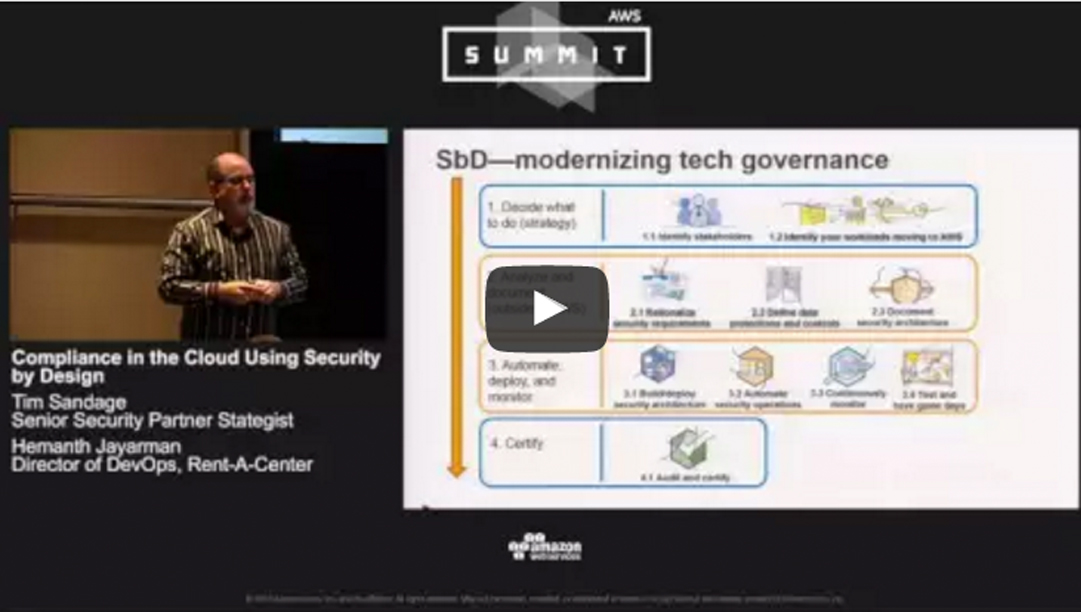 AWS
SUMMIT
SbD—modernizing tech governance
1. Decide what
to do (strategy)
1.1 Identify stakeholders
1.2 Identify your workloads moving to AWS
2. Analyze and
2.1 Rationalize
security requirements
2.2 Define data
protections and controls
2.3 Document
security architecture
3. Automate,
deploy, and
monitor
3.1 Build/deploy
security architecture
3.2 Automate
security operations
3.3 Continuously
monitor
3.4 Test and
have game days
4. Certify
4.1 Audit and certify
Compliance in the Cloud Using Security
by Design
Tim Sandage
Senior Security Partner Stategist
Hemanth Jayarman
Director of DevOps, Rent-A-Center
amazon
webservices